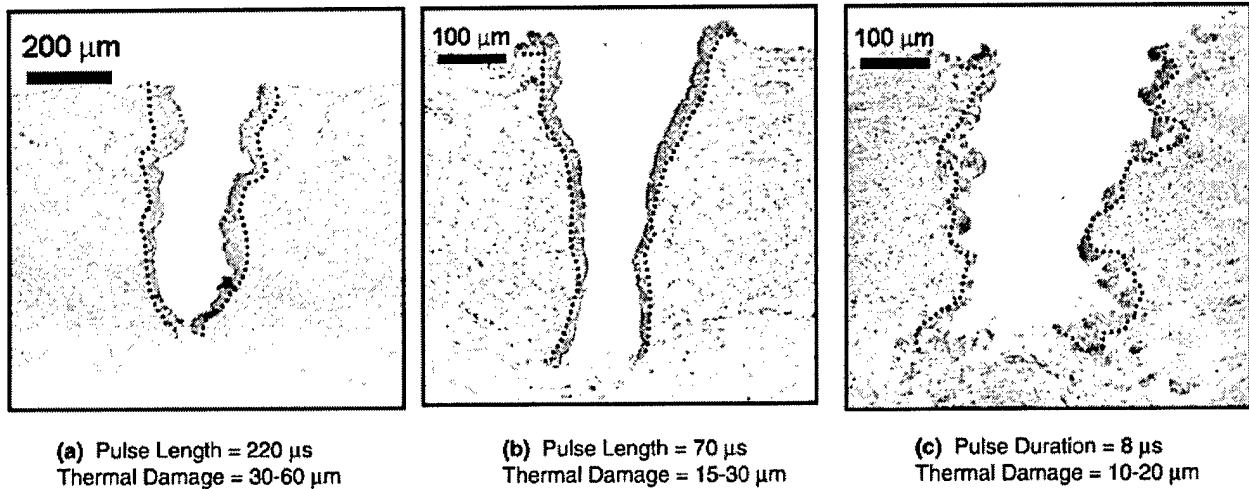 200 μm
100 μm
100 μm
(a) Pulse Length = 220 μs
Thermal Damage = 30-60 μm
(b) Pulse Length = 70 μs
Thermal Damage = 15-30 μm
(c) Pulse Duration = 8 μs
Thermal Damage = 10-20 μm